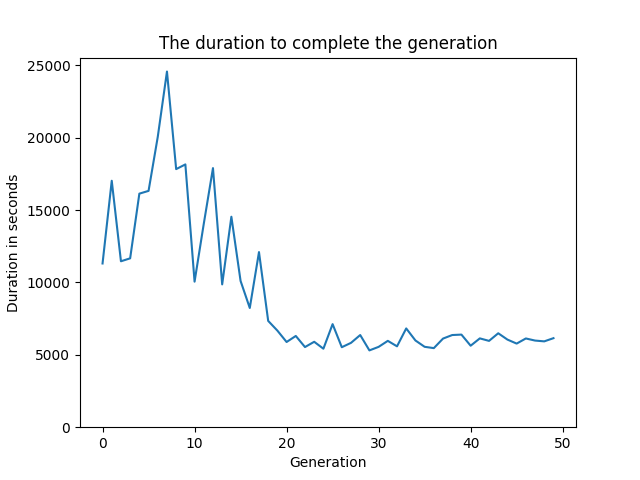 The duration to complete the generation
25000
20000
15000
10000
5000
0
Duration in seconds
0 10 20 30 40 50
Generation